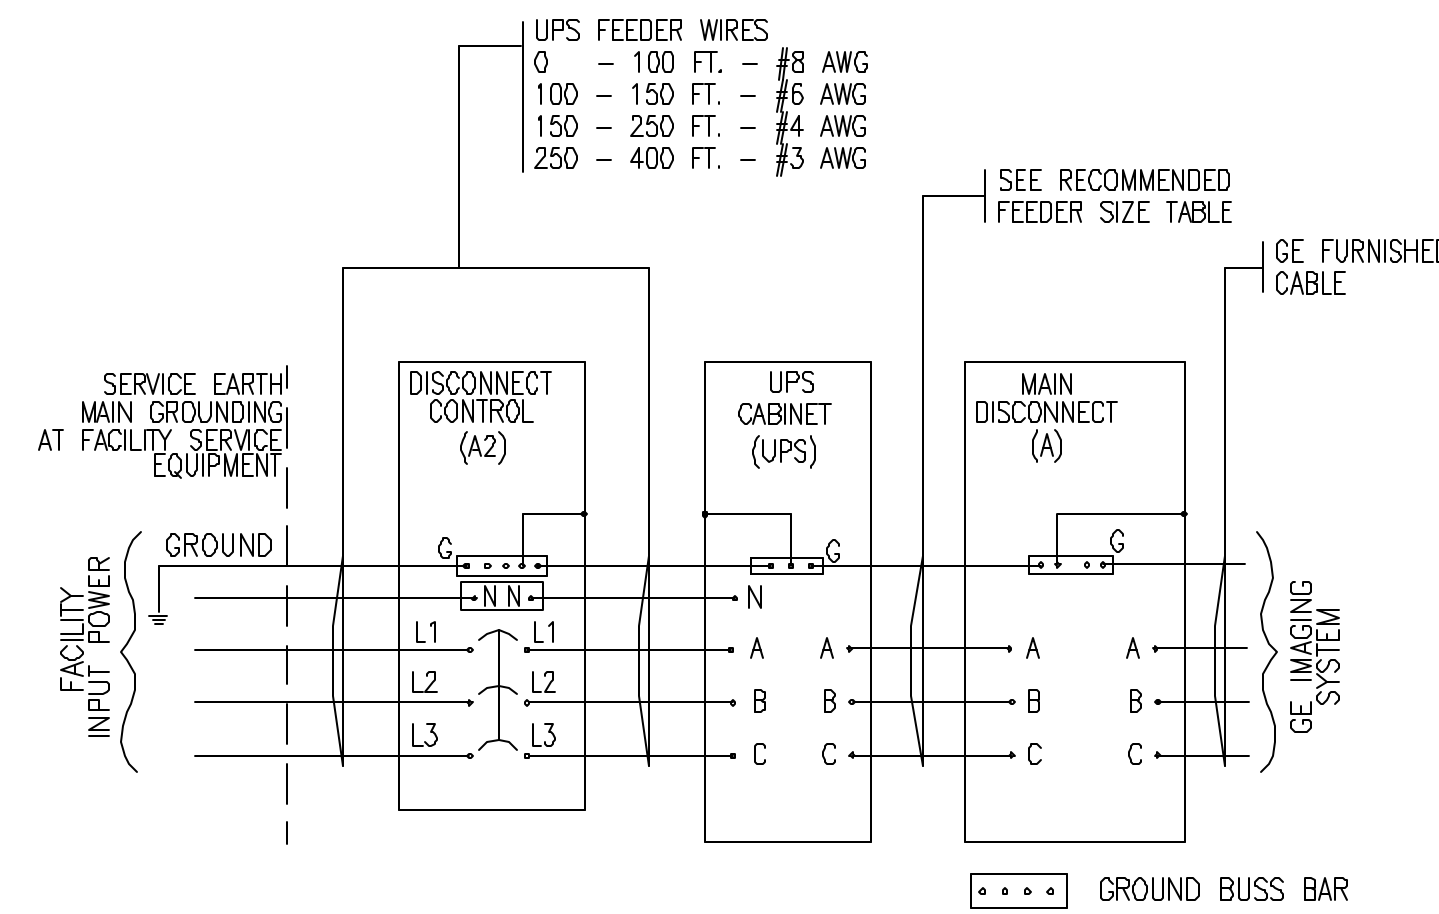 UPS FEEDER WIRES
0 - 100 FT. - #8 AWG
100 - 150 FT. - #6 AWG
150 - 250 FT. - #4 AWG
250 - 400 FT. - #3 AWG
SEE RECOMMENDED
FEEDER SIZE TABLE
GE FURNISHED
CABLE
SERVICE EARTH
MAIN GROUNDING
AT FACILITY SERVICE
EQUIPMENT
DISCONNECT
CONTROL
(A2)
UPS
CABINET
(UPS)
MAIN
DISCONNECT
(A)
FACILITY
INPUT POWER
GROUND
G
G
G
N N
N
L1 L1
A A
A A
L2 L2
B B
B B
L3 L3
C C
C C
GE IMAGING
SYSTEM
GROUND BUSS BAR